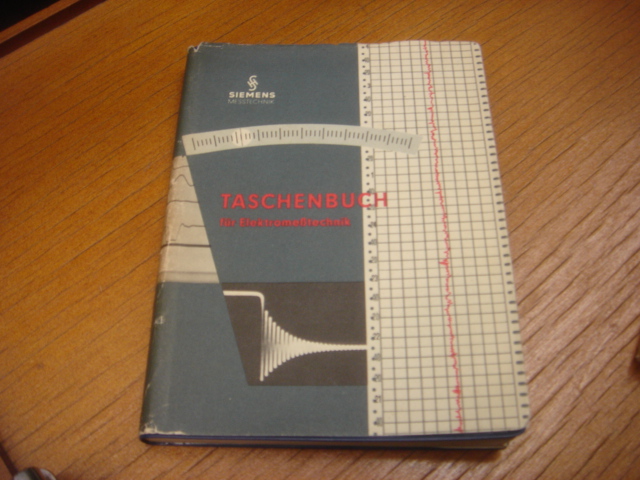 SIEMENS
MESSTECHNIK
TASCHENBUCH
für Elektromeßtechnik